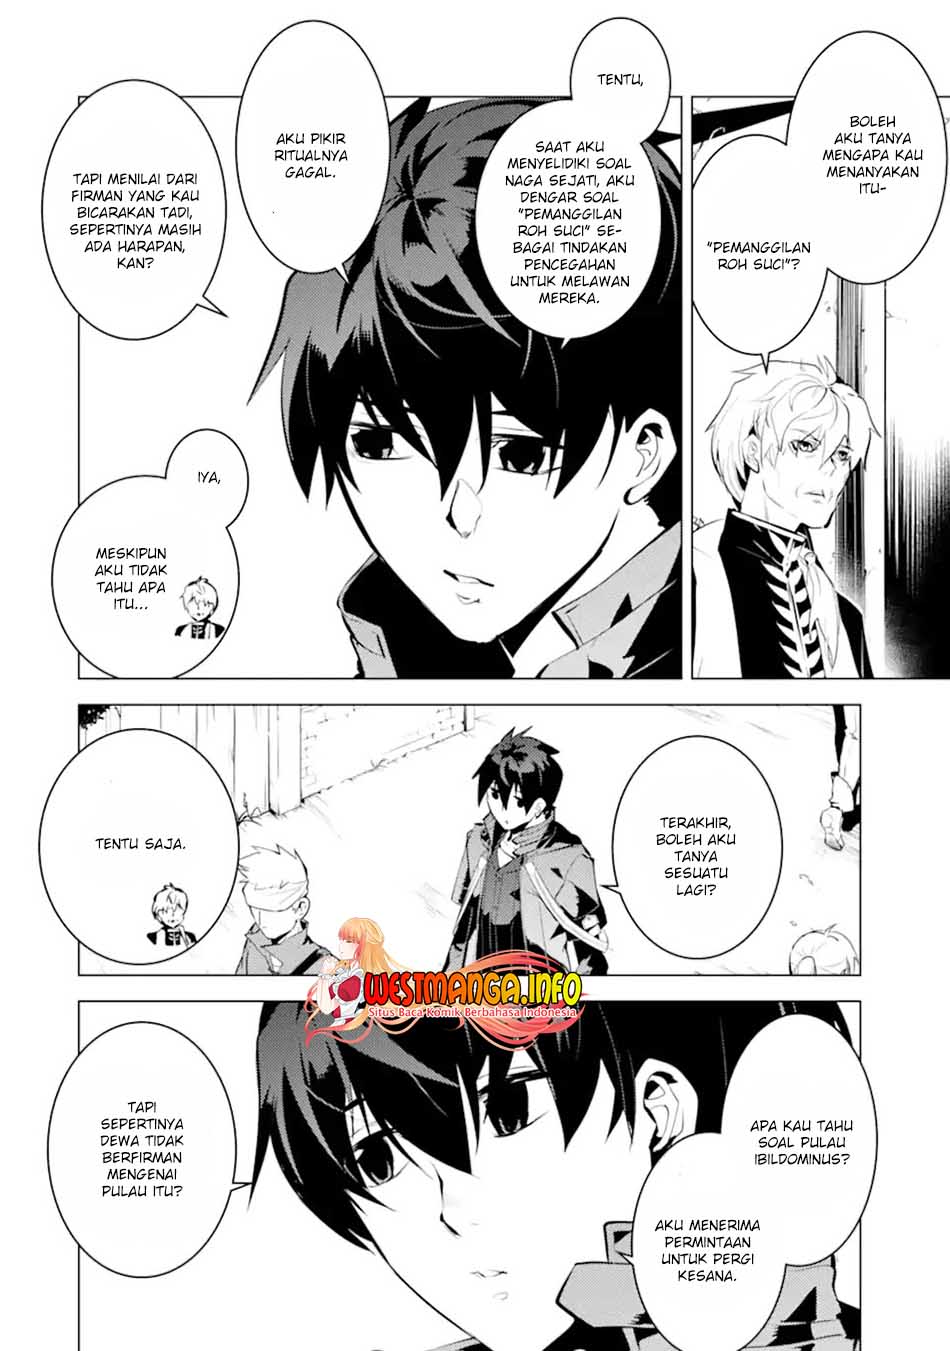 BOLEH
AKU TANYA
MENGAPA KAU
MENANYAKAN
ITU-
"PEMANGGILAN
ROH SUCI"?
TENTU,
SAAT AKU
MENYELIDIKI SOAL
NAGA SEJATI, AKU
DENGAR SOAL
"PEMANGGILAN
ROH SUCI" SE-
BAGAI TINDAKAN
PENCEGAHAN
UNTUK MELAWAN
MEREKA.
AKU PIKIR
RITUALNYA
GAGAL.
TAPI MENILAI DARI
FIRMAN YANG KAU
BICARAKAN TADI,
SEPERTINYA MASIH
ADA HARAPAN,
KAN?
IYA,
MESKIPUN
AKU TIDAK
TAHU APA
ITU...
TERAKHIR,
BOLEH AKU
TANYA
SESUATU
LAGI?
TENTU SAJA.
WESTMANGA.INFO
Situs Baca Komik Berbahasa Indonesia
APA KAU TAHU
SOAL PULAU
IBILDOMINUS?
AKU MENERIMA
PERMINTAAN
UNTUK PERGI
KESANA.
TAPI
SEPERTINYA
DEWA TIDAK
BERFIRMAN
MENGENAI
PULAU ITU?